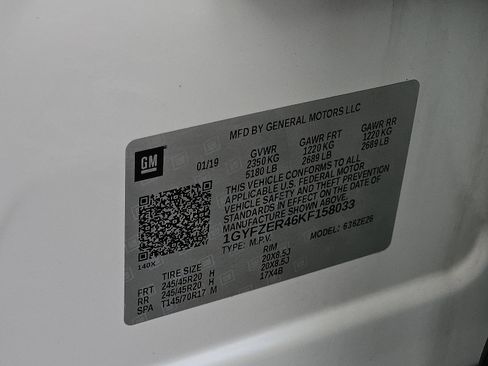 MFD BY GENERAL MOTORS LLC
GM
01/19 GVWR GAWR FRT GAWR RR
2350 KG 1220 KG 1220 KG
5180 LB 2689 LB 2689 LB
THIS VEHICLE CONFORMS TO ALL
APPLICABLE U.S. FEDERAL MOTOR
VEHICLE SAFETY AND THEFT PREVENTION
STANDARDS IN EFFECT ON THE DATE OF
MANUFACTURE SHOWN ABOVE.
1GYFZER46KF158033
TYPE: M.P.V. MODEL: 6362E26
140X
TIRE SIZE RIM
FRT 245/45R20 H 20X8.5J
RR 245/45R20 H 20X8.5J
SPA T145/70R17 M 17X4B